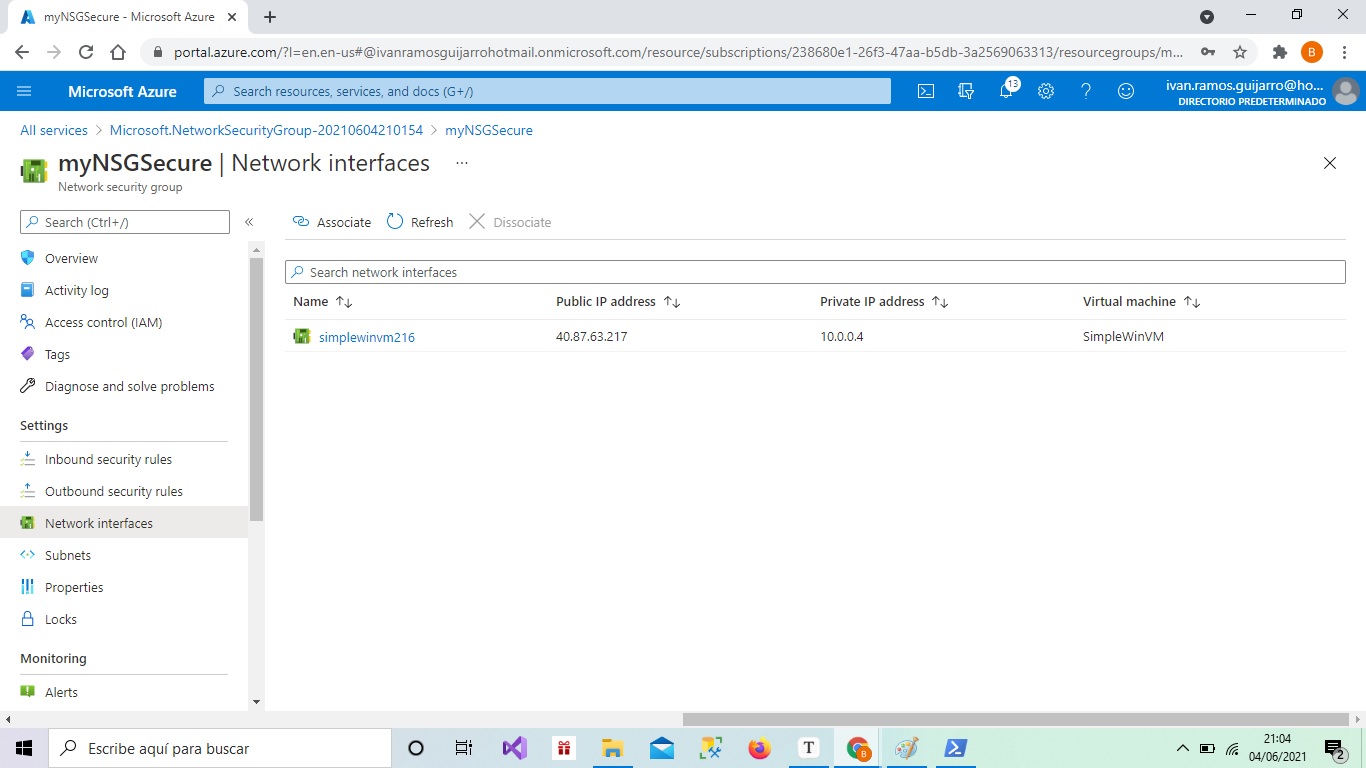 myNSGSecure - Microsoft Azure
portal.azure.com/?l=en.en-us#@ivanramosguijarrohotmail.onmicrosoft.com/resource/subscriptions/238680e1-26f3-47aa-b5db-3a2569063313/resourcegroups/m...
B
Microsoft Azure
Search resources, services, and docs (G+/)
13
ivan.ramos.guijarro@ho...
DIRECTORIO PREDETERMINADO
All services > Microsoft.NetworkSecurityGroup-20210604210154 > myNSGSecure
myNSGSecure | Network interfaces ...
Network security group
Search (Ctrl+/)
«
Associate Refresh Dissociate
Overview
Activity log
Access control (IAM)
Tags
Diagnose and solve problems
Settings
Inbound security rules
Outbound security rules
Network interfaces
Subnets
Properties
Locks
Monitoring
Alerts
Search network interfaces
Name Public IP address Private IP address Virtual machine
simplewinvm216 40.87.63.217 10.0.0.4 SimpleWinVM
Escribe aquí para buscar
T
B
21:04
04/06/2021
2